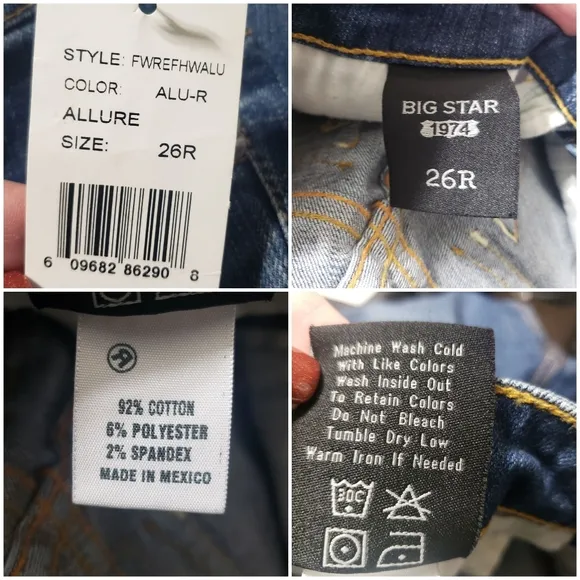 STYLE: FWREFHWALU
COLOR: ALU-R
ALLURE
SIZE: 26R
6 09682 86290 8
BIG STAR
1974
26R
R
92% COTTON
6% POLYESTER
2% SPANDEX
MADE IN MEXICO
Machine Wash Cold
With Like Colors
Wash Inside Out
To Retain Colors
Do Not Bleach
Tumble Dry Low
Warm Iron If Needed
30C